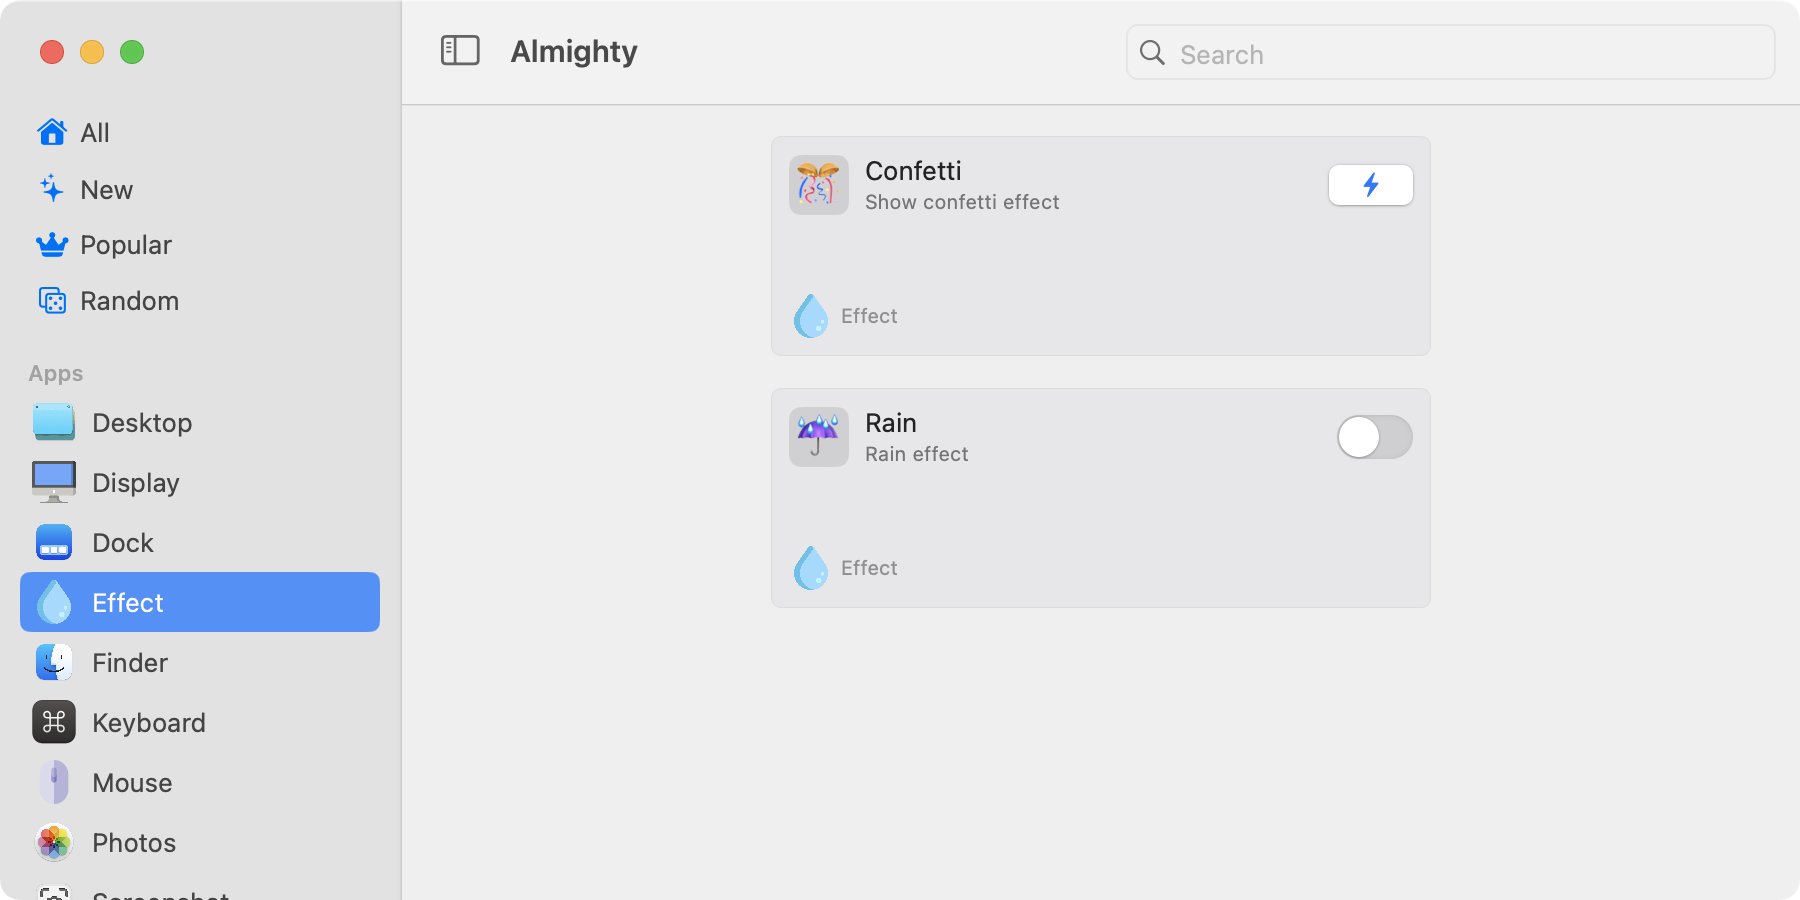 Almighty
Search
All
New
Popular
Random
Apps
Desktop
Display
Dock
Effect
Finder
Keyboard
Mouse
Photos
Screenshot
Confetti
Show confetti effect
Effect
Rain
Rain effect
Effect